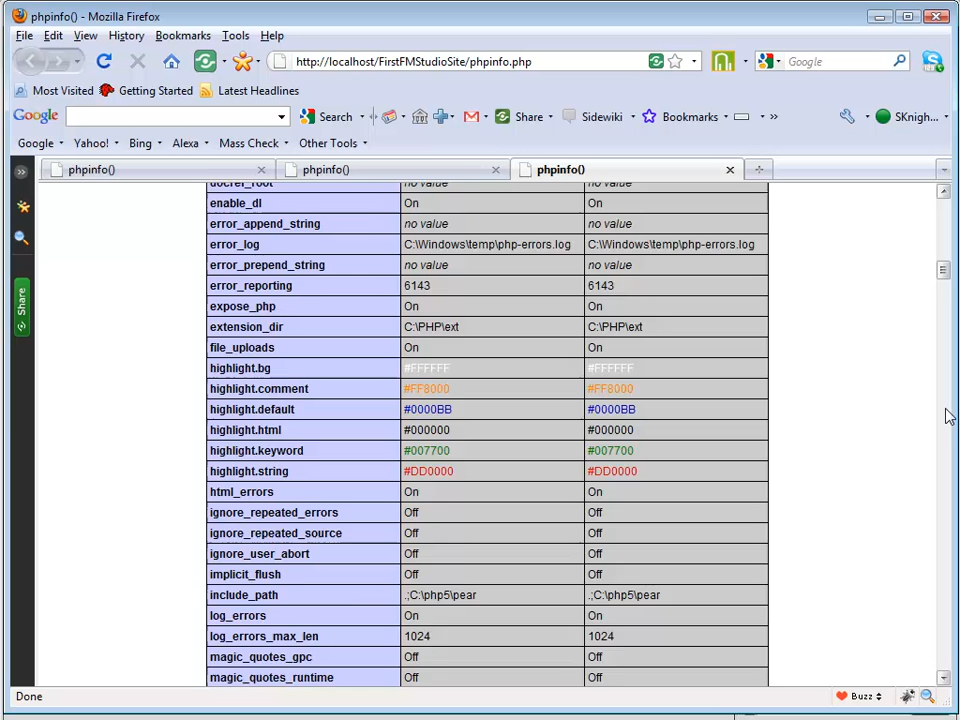 phpinfo() - Mozilla Firefox
File Edit View History Bookmarks Tools Help
http://localhost/FirstFMStudioSite/phpinfo.php
Google
Most Visited Getting Started Latest Headlines
Google Search Share Sidewiki Bookmarks » SKnigh...
Google Yahoo! Bing Alexa Mass Check Other Tools
phpinfo() phpinfo() phpinfo()
Share
docref_root no value no value
enable_dl On On
error_append_string no value no value
error_log C:\Windows\temp\php-errors.log C:\Windows\temp\php-errors.log
error_prepend_string no value no value
error_reporting 6143 6143
expose_php On On
extension_dir C:\PHP\ext C:\PHP\ext
file_uploads On On
highlight.bg #FFFFFF #FFFFFF
highlight.comment #FF8000 #FF8000
highlight.default #0000BB #0000BB
highlight.html #000000 #000000
highlight.keyword #007700 #007700
highlight.string #DD0000 #DD0000
html_errors On On
ignore_repeated_errors Off Off
ignore_repeated_source Off Off
ignore_user_abort Off Off
implicit_flush Off Off
include_path .;C:\php5\pear .;C:\php5\pear
log_errors On On
log_errors_max_len 1024 1024
magic_quotes_gpc Off Off
magic_quotes_runtime Off Off
Done
Buzz